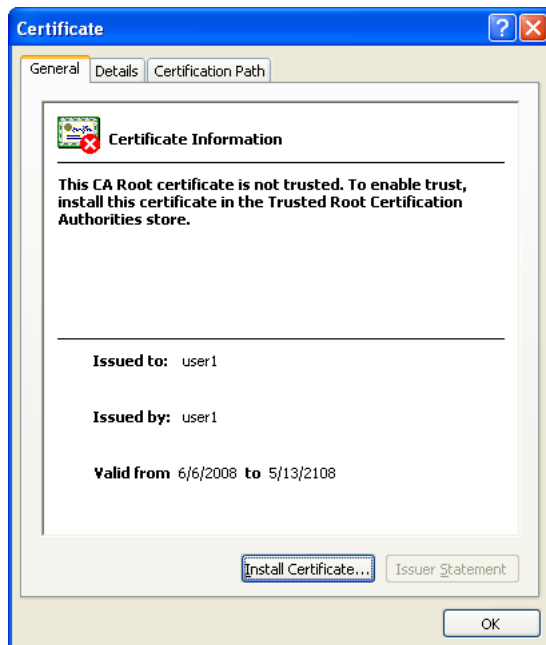 Certificate
General Details Certification Path
Certificate Information
This CA Root certificate is not trusted. To enable trust,
install this certificate in the Trusted Root Certification
Authorities store.
Issued to: user1
Issued by: user1
Valid from 6/6/2008 to 5/13/2108
Install Certificate... Issuer Statement
OK